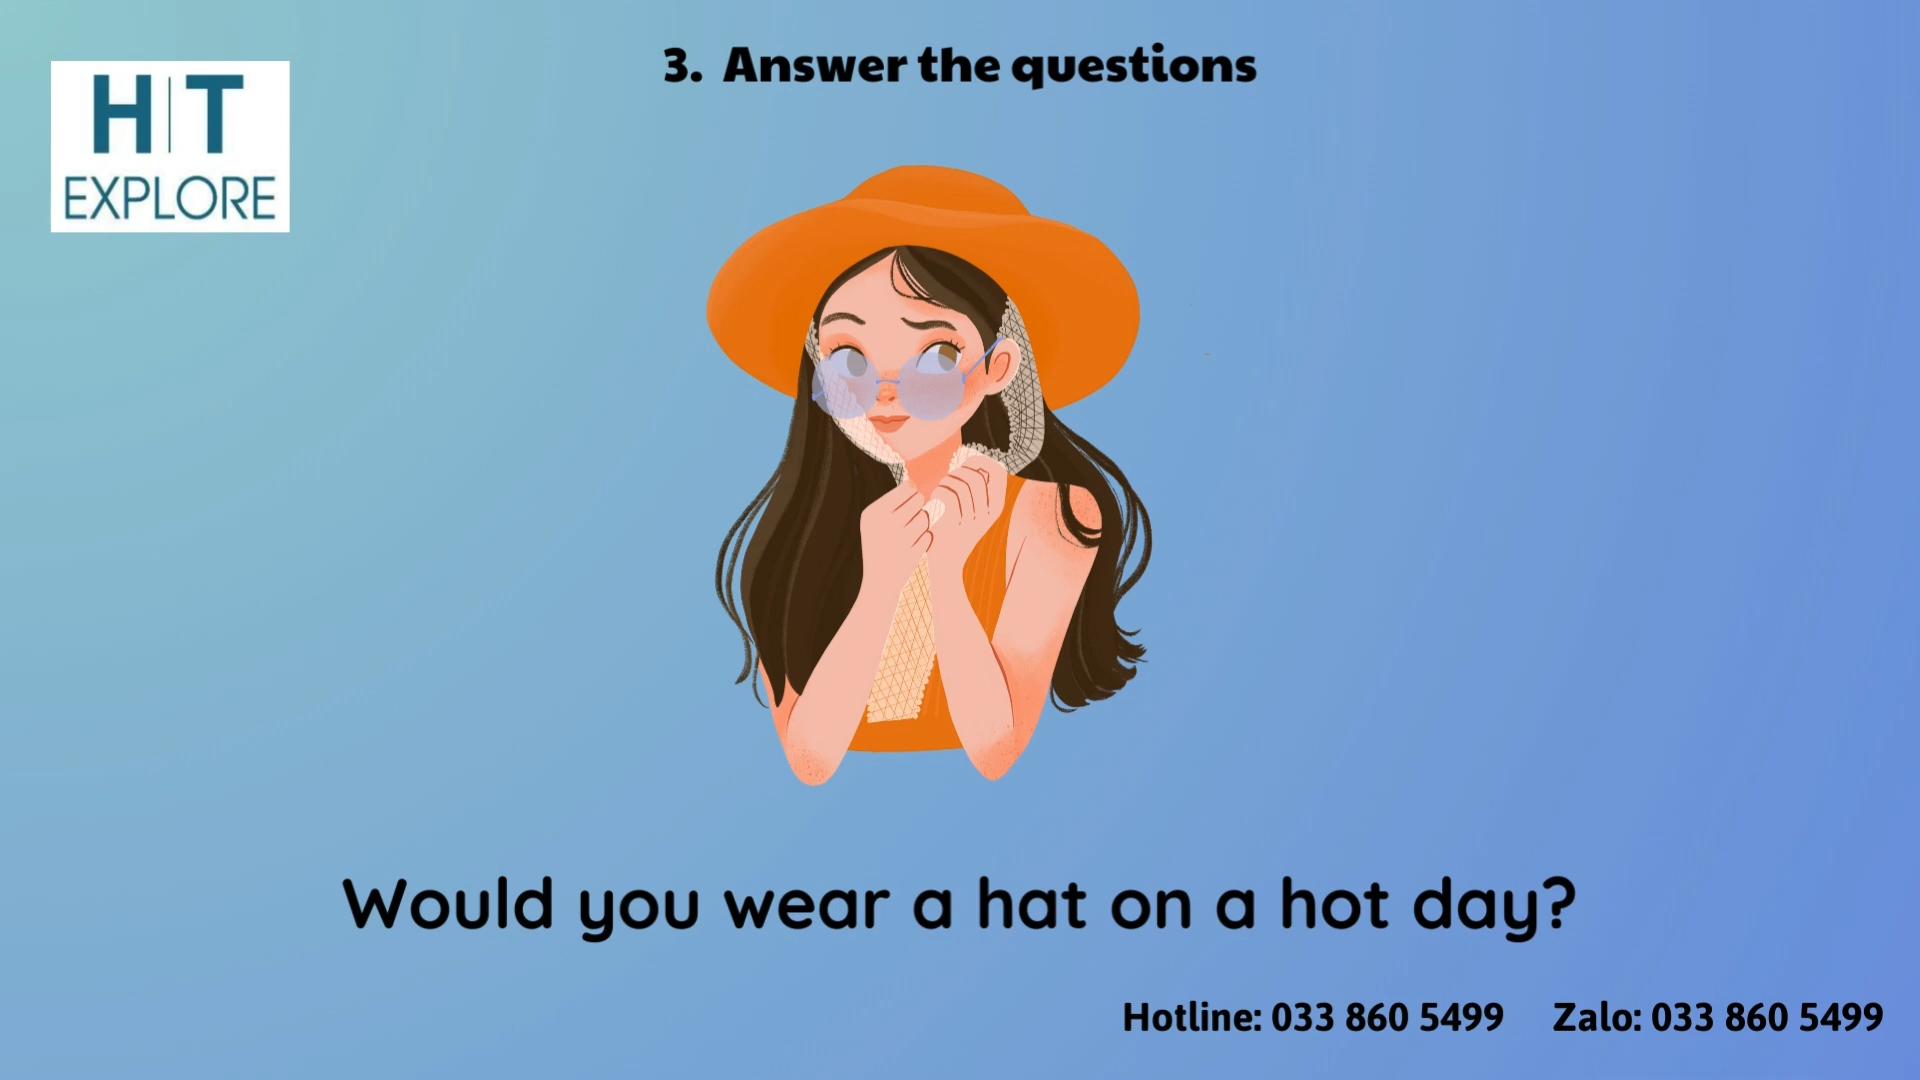 3. Answer the questions
H|T
EXPLORE
Would you wear a hat on a hot day?
Hotline: 033 860 5499 Zalo: 033 860 5499